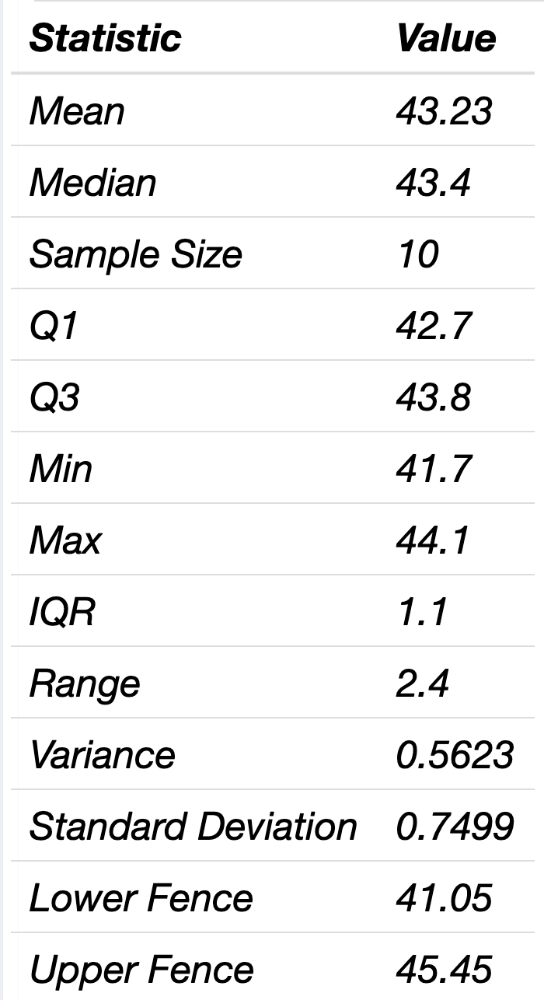 Statistic Value
Mean 43.23
Median 43.4
Sample Size 10
Q1 42.7
Q3 43.8
Min 41.7
Max 44.1
IQR 1.1
Range 2.4
Variance 0.5623
Standard Deviation 0.7499
Lower Fence 41.05
Upper Fence 45.45